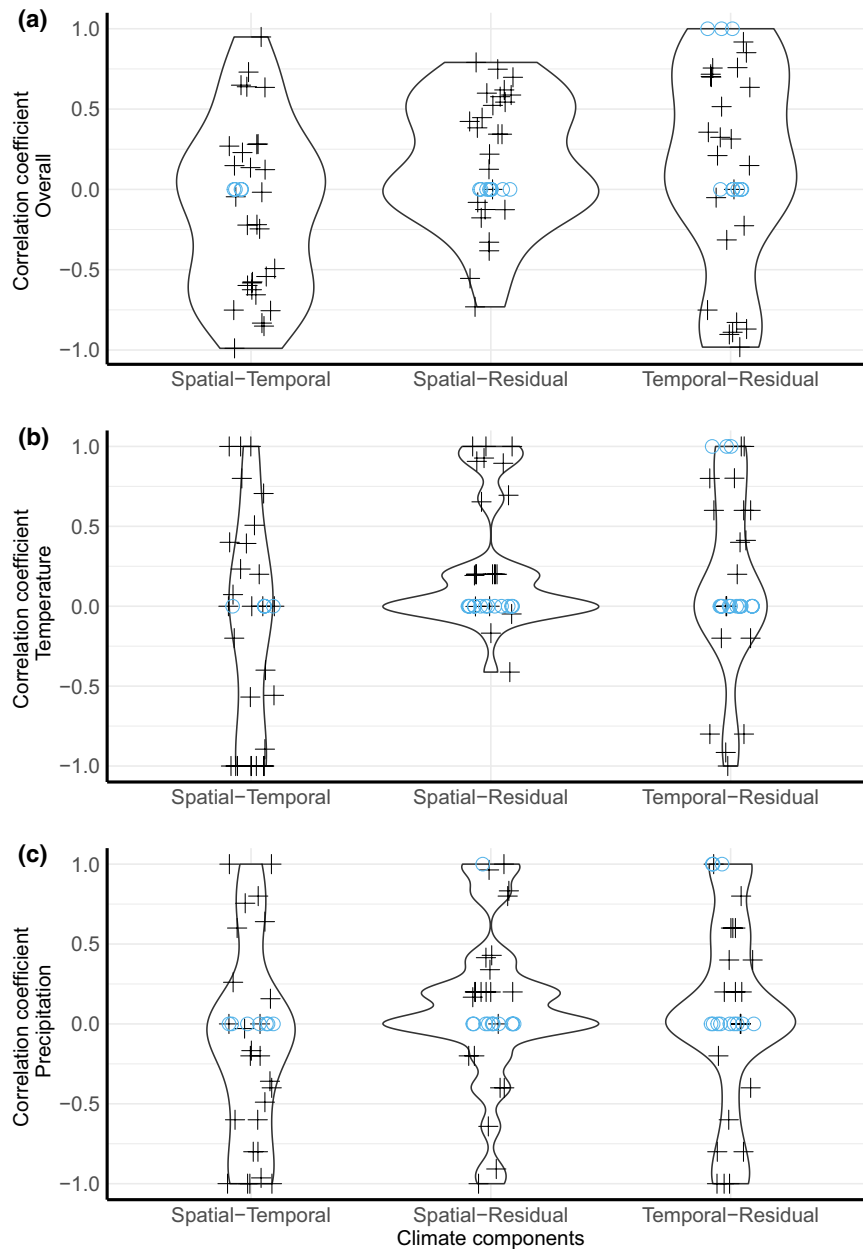 (a)
Correlation coefficient
Overall
1.0
0.5
0.0
−0.5
−1.0
Spatial−Temporal
Spatial−Residual
Temporal−Residual
(b)
Correlation coefficient
Temperature
1.0
0.5
0.0
−0.5
−1.0
Spatial−Temporal
Spatial−Residual
Temporal−Residual
(c)
Correlation coefficient
Precipitation
1.0
0.5
0.0
−0.5
−1.0
Spatial−Temporal
Spatial−Residual
Temporal−Residual
Climate components